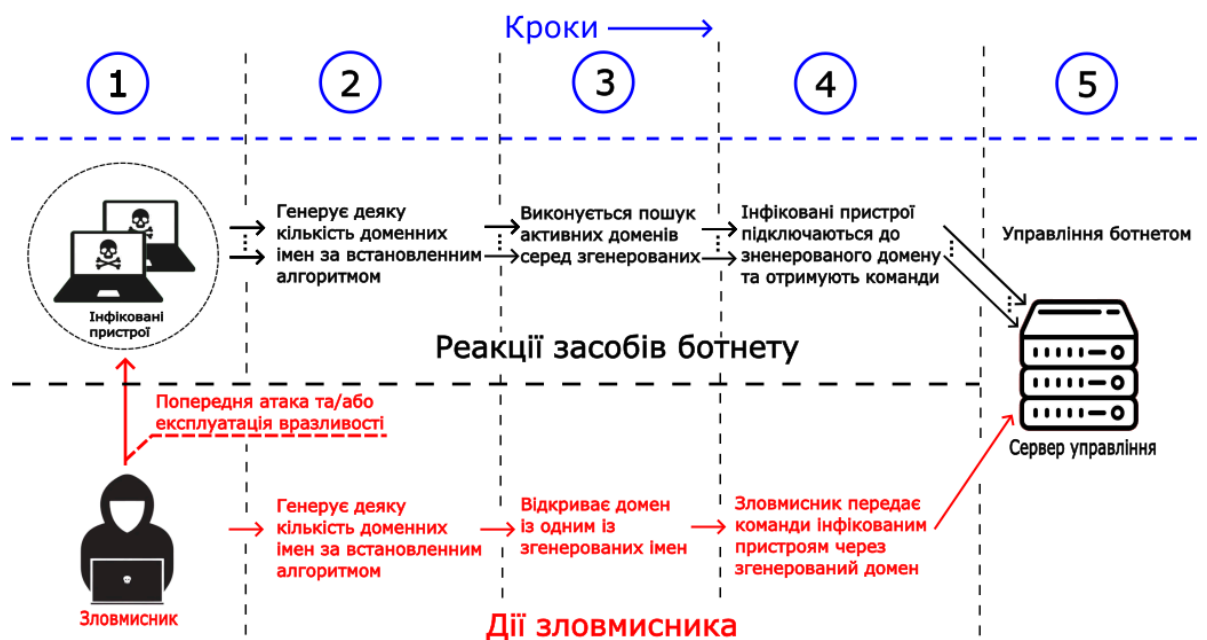 Кроки
1
2
3
4
5
Генерує деяку
кількість доменних
імен за встановленним
алгоритмом
Виконується пошук
активних доменів
серед згенерованих
Інфіковані пристрої
підключаються до
зненерованого домену
та отримують команди
Управління ботнетом
Інфіковані
пристрої
Реакції засобів ботнету
Попередня атака та/або
експлуатація вразливості
Сервер управління
Генерує деяку
кількість доменних
імен за встановленним
алгоритмом
Відкриває домен
із одним із
згенерованих імен
Зловмисник передає
команди інфікованим
пристроям через
згенерований домен
Зловмисник
Дії зловмисника